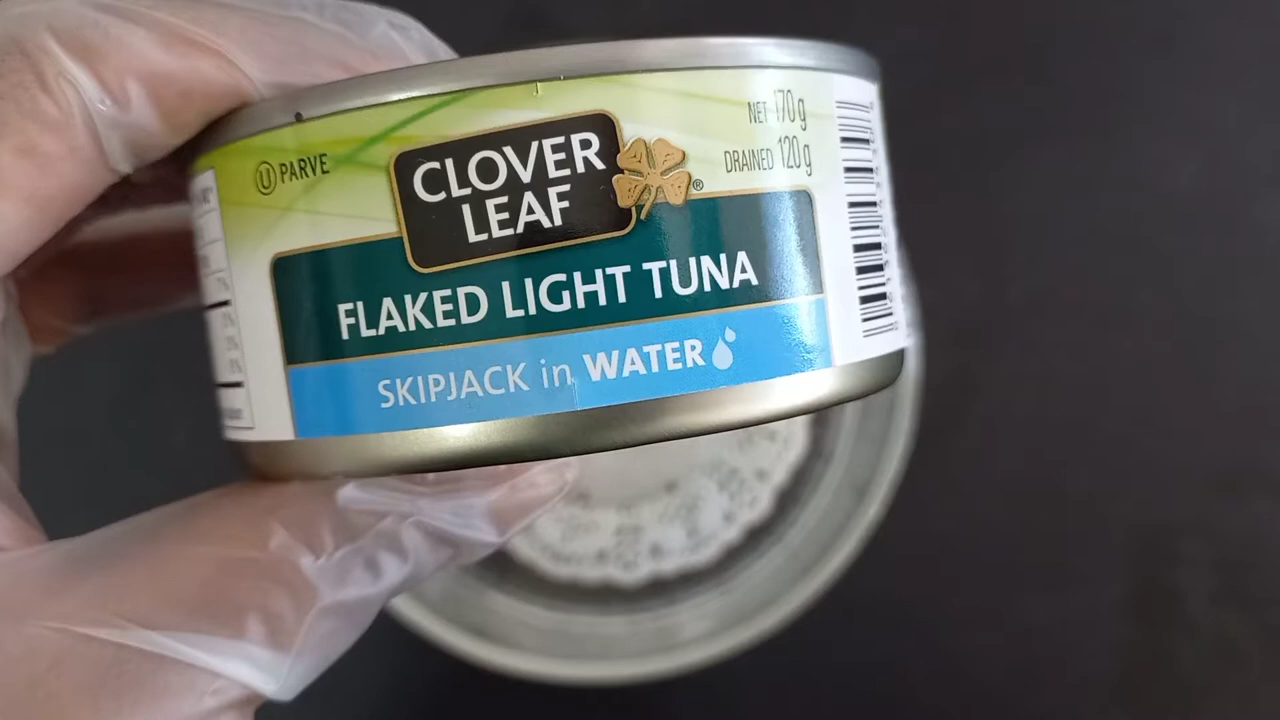 Ⓤ PARVE
CLOVER
LEAF®
NET 170 g
DRAINED 120 g
FLAKED LIGHT TUNA
SKIPJACK in WATER